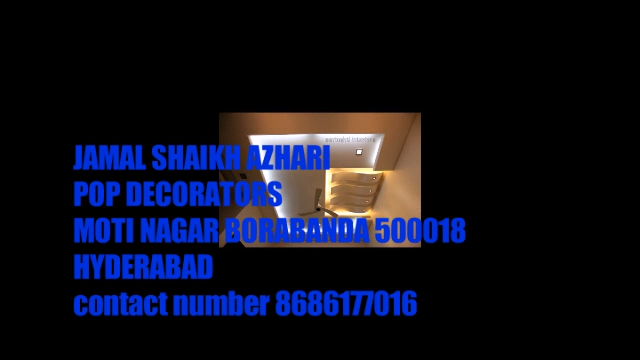 JAMAL SHAIKH AZHARI
POP DECORATORS
MOTI NAGAR BORABANDA 500018
HYDERABAD
contact number 8686177016